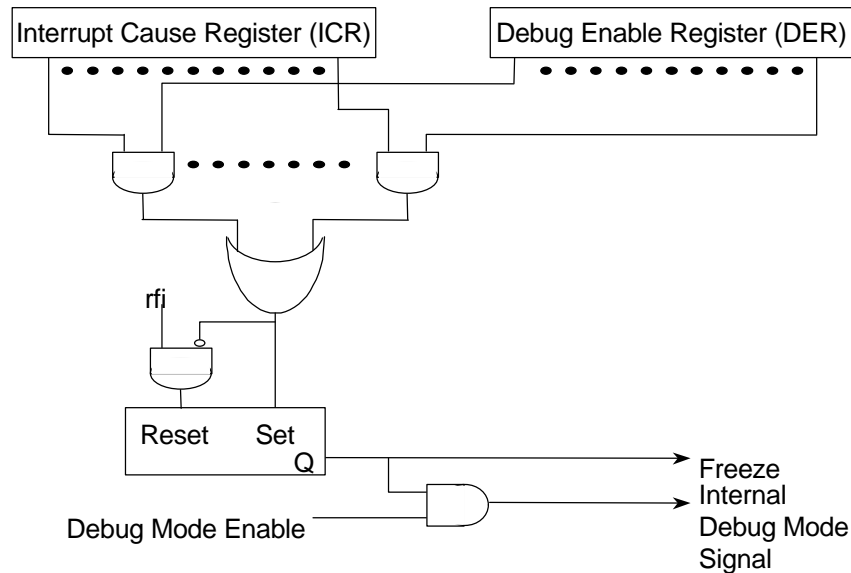 Interrupt Cause Register (ICR)
Debug Enable Register (DER)
rfi
Reset
Set
Q
Freeze
Debug Mode Enable
Internal
Debug Mode
Signal